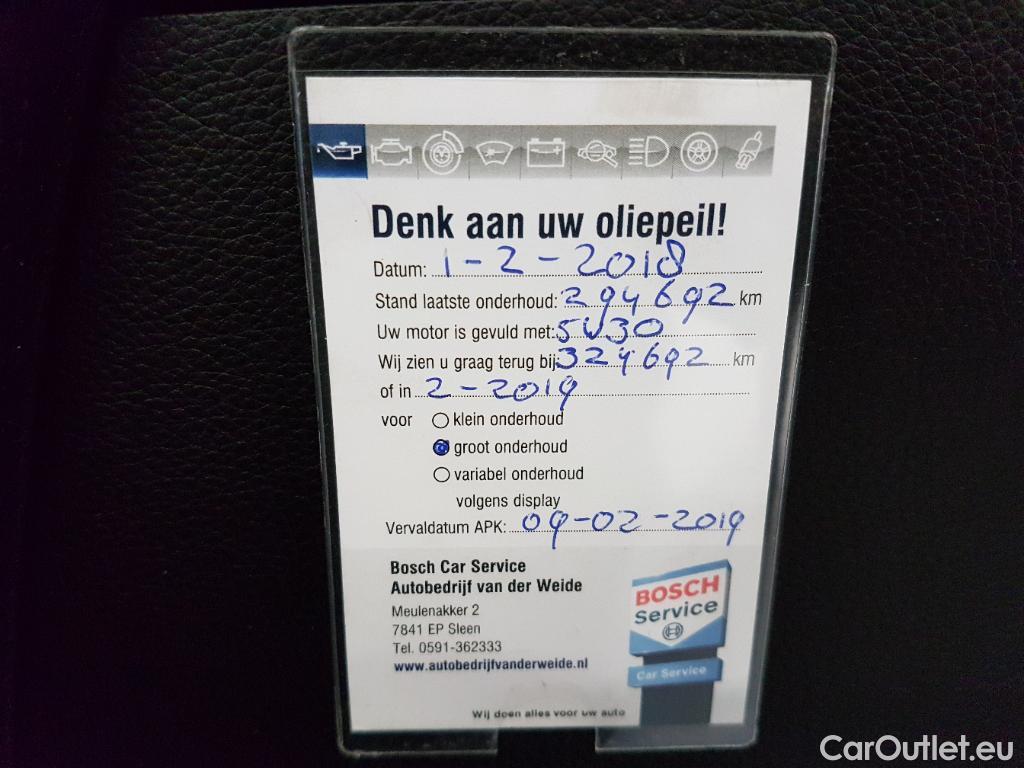 Denk aan uw oliepeil!
Datum: 1-2-2018
Stand laatste onderhoud: 294692 km
Uw motor is gevuld met: 5W30
Wij zien u graag terug bij: 324692 km
of in 2-2019
voor klein onderhoud
groot onderhoud
variabel onderhoud
volgens display
Vervaldatum APK: 09-02-2019
Bosch Car Service
Autobedrijf van der Weide
Meulenakker 2
7841 EP Sleen
Tel. 0591-362333
www.autobedrijfvanderweide.nl
BOSCH
Service
Car Service
Wij doen alles voor uw auto
CarOutlet.eu